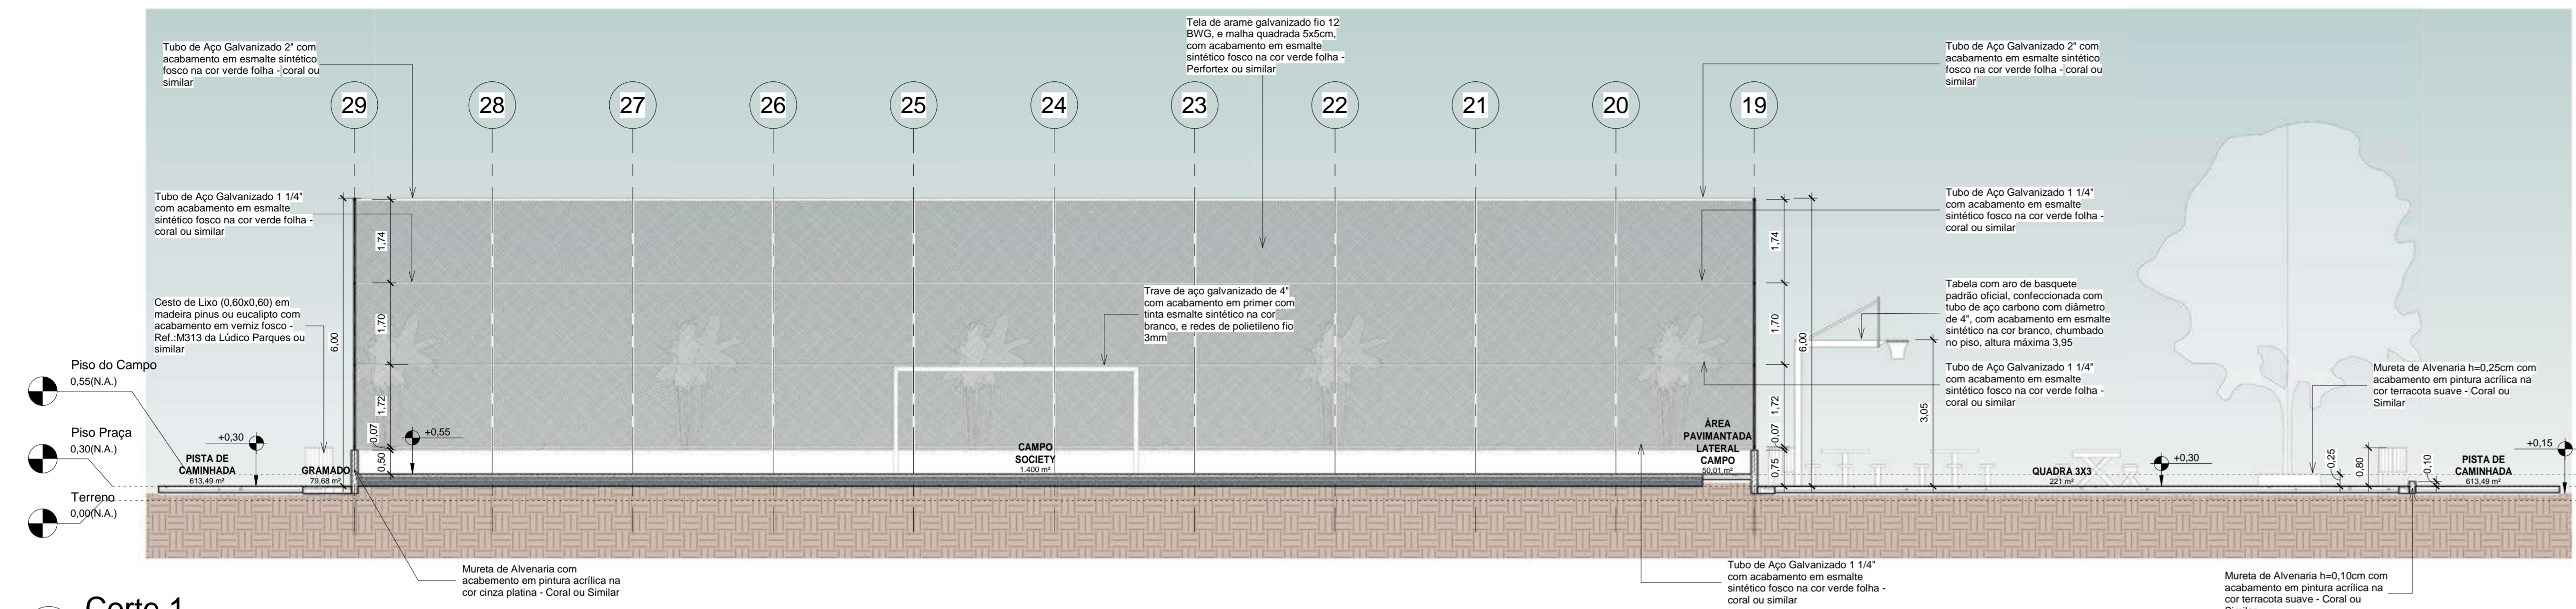 Tubo de Aço Galvanizado 2" com
acabamento em esmalte sintético
fosco na cor verde folha - coral ou
similar
Tela de arame galvanizado fio 12
BWG, e malha quadrada 5x5cm,
com acabamento em esmalte
sintético fosco na cor verde folha -
Perfortex ou similar
Tubo de Aço Galvanizado 2" com
acabamento em esmalte sintético
fosco na cor verde folha - coral ou
similar
29
28
27
26
25
24
23
22
21
20
19
Tubo de Aço Galvanizado 1 1/4"
com acabamento em esmalte
sintético fosco na cor verde folha -
coral ou similar
Tubo de Aço Galvanizado 1 1/4"
com acabamento em esmalte
sintético fosco na cor verde folha -
coral ou similar
1,74
1,74
Cesto de Lixo (0,60x0,60) em
madeira pinus ou eucalipto com
acabamento em verniz fosco -
Ref.:M313 da Lúdico Parques ou
similar
6,00
1,70
Trave de aço galvanizado de 4"
com acabamento em primer com
tinta esmalte sintético na cor
branco, e redes de polietileno fio
3mm
1,70
6,00
Tabela com aro de basquete
padrão oficial, confeccionada com
tubo de aço carbono com diâmetro
de 4", com acabamento em esmalte
sintético na cor branco, chumbado
no piso, altura máxima 3,95
Tubo de Aço Galvanizado 1 1/4"
com acabamento em esmalte
sintético fosco na cor verde folha -
coral ou similar
Mureta de Alvenaria h=0,25cm com
acabamento em pintura acrílica na
cor terracota suave - Coral ou
Similar
Piso do Campo
0,55(N.A.)
Piso Praça
0,30(N.A.)
Terreno
0,00(N.A.)
+0,30
PISTA DE
CAMINHADA
613,49 m²
GRAMADO
79,68 m²
1,72
0,07
0,50
+0,55
CAMPO
SOCIETY
1.400 m²
ÁREA
PAVIMANTADA
LATERAL
CAMPO
50,01 m²
1,72
0,07
0,75
3,05
QUADRA 3X3
221 m²
+0,30
0,25
0,80
0,10
PISTA DE
CAMINHADA
613,49 m²
+0,15
Mureta de Alvenaria com
acabemento em pintura acrílica na
cor cinza platina - Coral ou Similar
Tubo de Aço Galvanizado 1 1/4"
com acabamento em esmalte
sintético fosco na cor verde folha -
coral ou similar
Mureta de Alvenaria h=0,10cm com
acabamento em pintura acrílica na
cor terracota suave - Coral ou
Corte 1